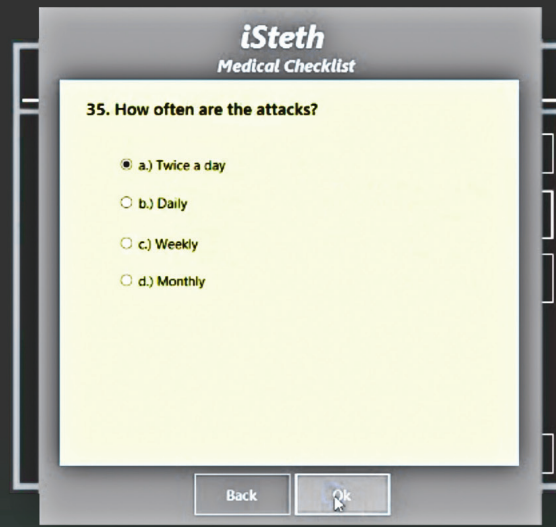 iSteth
Medical Checklist
35. How often are the attacks?
a.) Twice a day
b.) Daily
c.) Weekly
d.) Monthly
Back
Ok